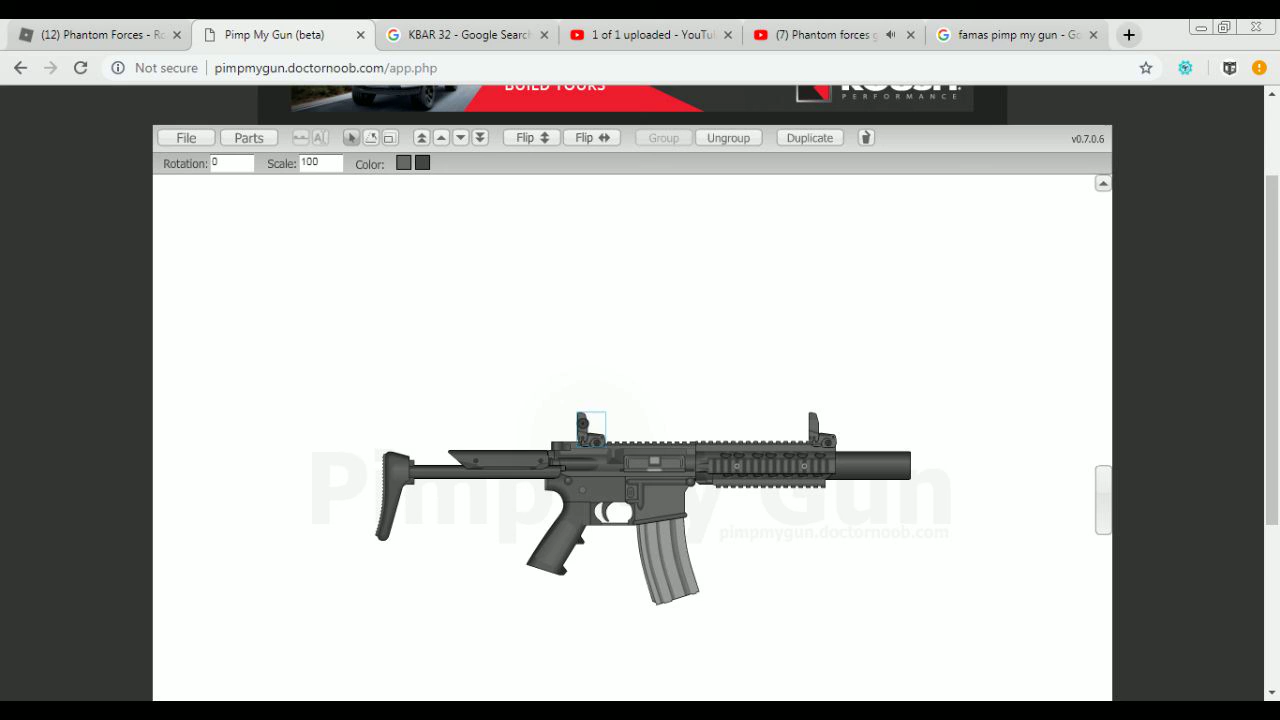 (12) Phantom Forces - Ro
Pimp My Gun (beta)
KBAR 32 - Google Search
1 of 1 uploaded - YouTu
(7) Phantom forces g
famas pimp my gun - Go
Not secure
pimpmygun.doctornoob.com/app.php
BUILD YOURS
ROUSH
PERFORMANCE
File
Parts
Flip
Flip
Group
Ungroup
Duplicate
v0.7.0.6
Rotation: 0
Scale: 100
Color:
Pimp My Gun
pimpmygun.doctornoob.com